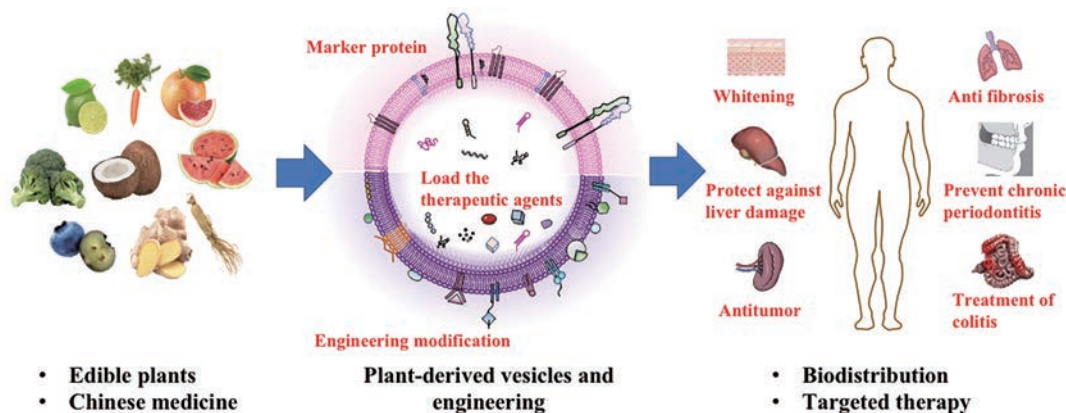 Marker protein
Load the
therapeutic agents
Engineering modification
Whitening
Anti fibrosis
Protect against
liver damage
Prevent chronic
periodontitis
Antitumor
Treatment of
colitis
• Edible plants
• Chinese medicine
Plant-derived vesicles and
engineering
• Biodistribution
• Targeted therapy